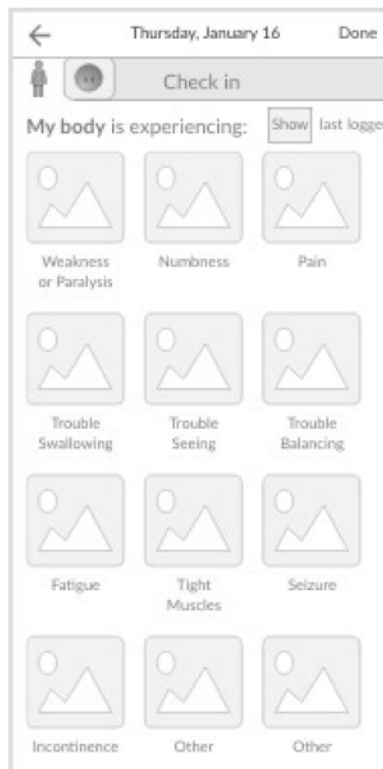 Thursday, January 16 Done
Check in
My body is experiencing: Show last logge
Weakness
or Paralysis
Numbness
Pain
Trouble
Swallowing
Trouble
Seeing
Trouble
Balancing
Fatigue
Tight
Muscles
Seizure
Incontinence
Other
Other